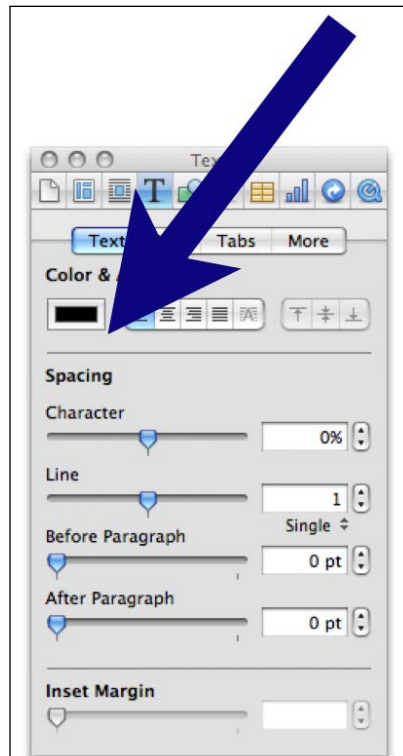 Text Tabs More
Color &
Spacing
Character
0%
Line
1
Single
Before Paragraph
0 pt
After Paragraph
0 pt
Inset Margin